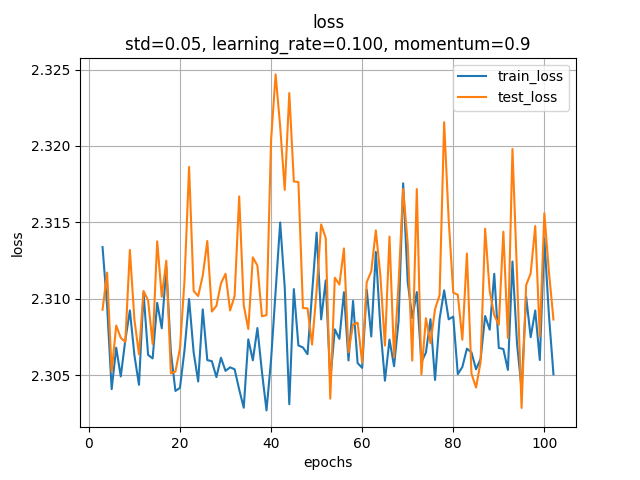 loss
std=0.05, learning_rate=0.100, momentum=0.9
train_loss
test_loss
2.325
2.320
2.315
2.310
2.305
loss
0
20
40
60
80
100
epochs